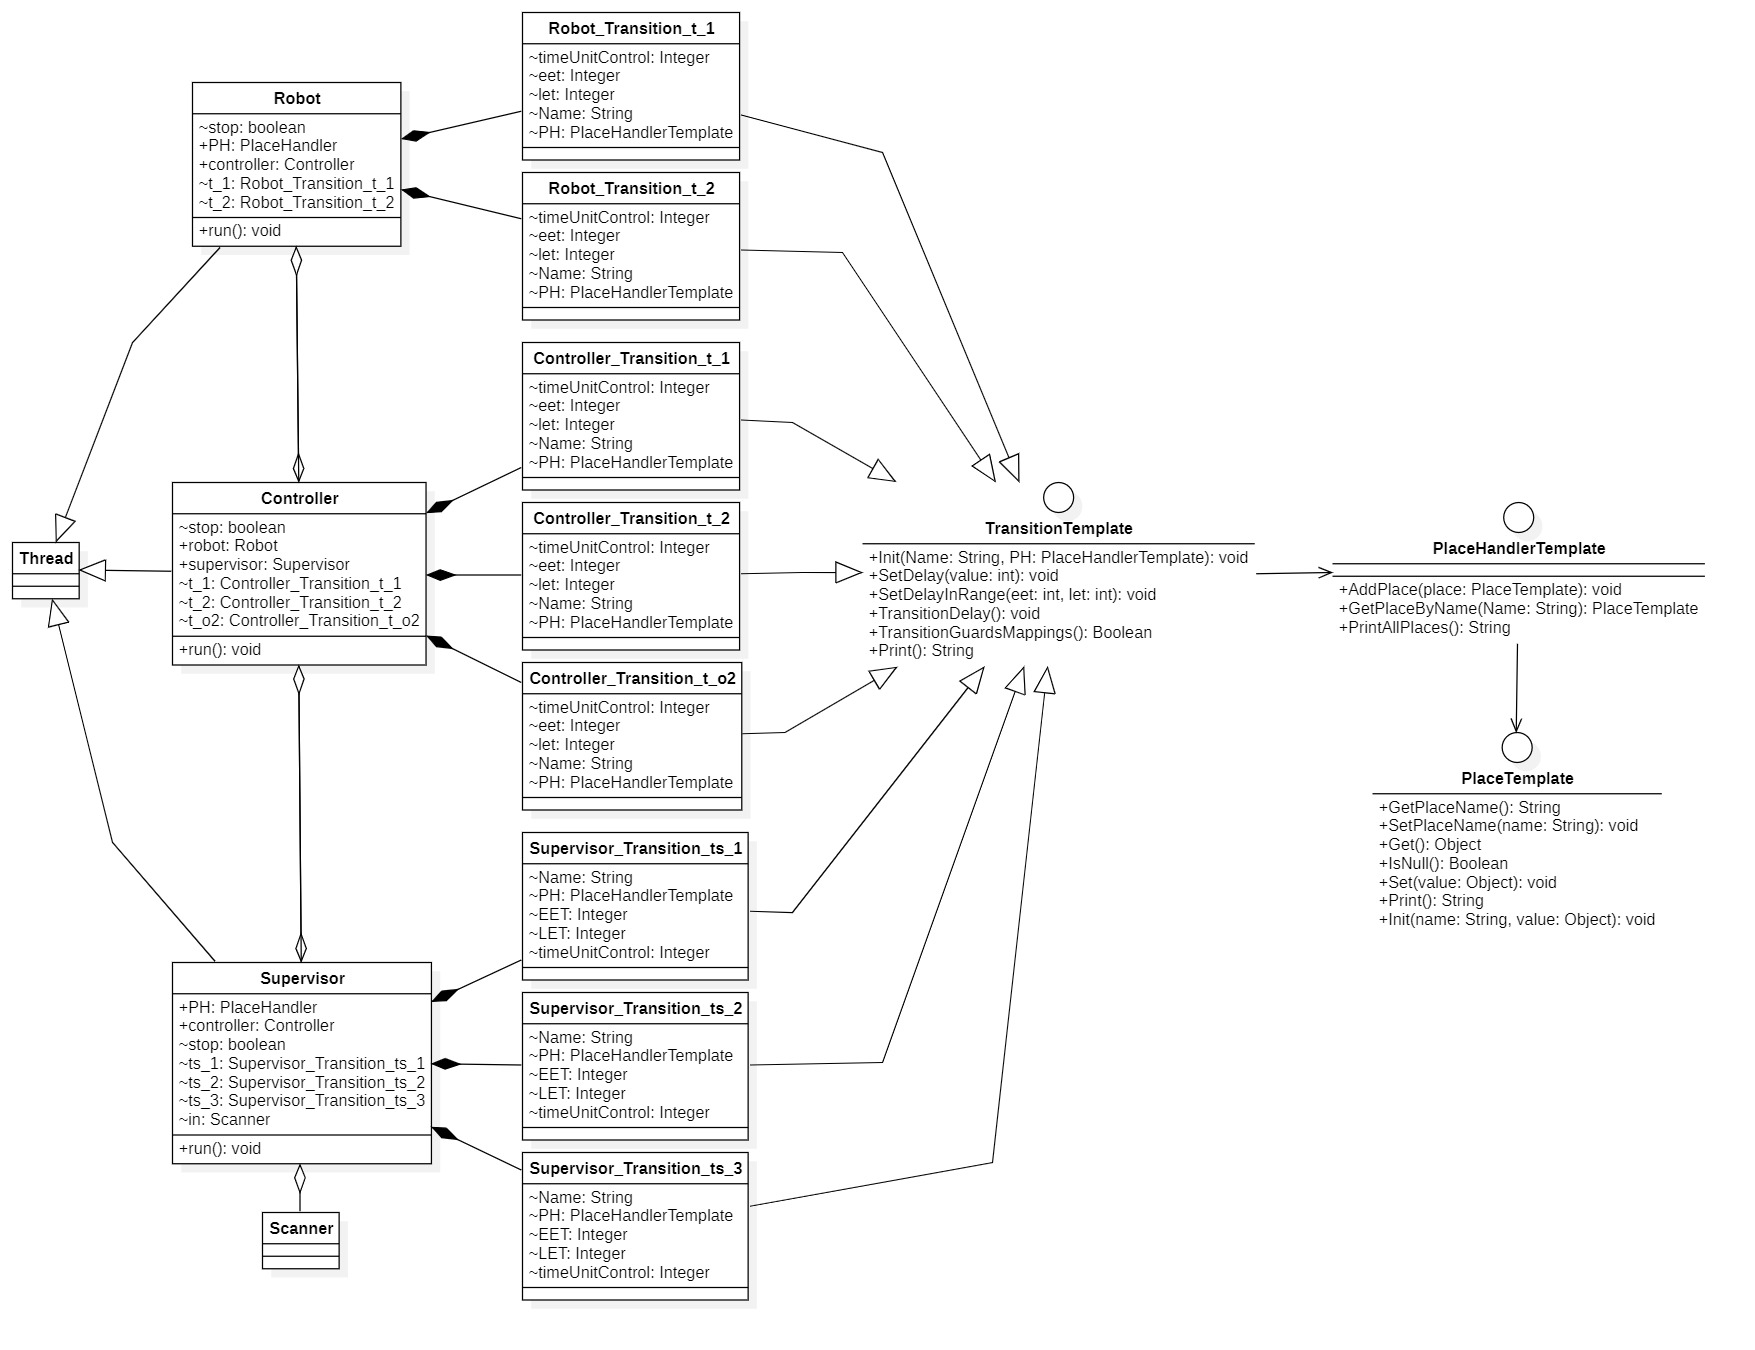 Robot_Transition_t_1
~timeUnitControl: Integer
~eet: Integer
~let: Integer
~Name: String
~PH: PlaceHandlerTemplate
Robot
~stop: boolean
+PH: PlaceHandler
+controller: Controller
~t_1: Robot_Transition_t_1
~t_2: Robot_Transition_t_2
+run(): void
Robot_Transition_t_2
~timeUnitControl: Integer
~eet: Integer
~let: Integer
~Name: String
~PH: PlaceHandlerTemplate
Controller_Transition_t_1
~timeUnitControl: Integer
~eet: Integer
~let: Integer
~Name: String
~PH: PlaceHandlerTemplate
Controller
~stop: boolean
+robot: Robot
+supervisor: Supervisor
~t_1: Controller_Transition_t_1
~t_2: Controller_Transition_t_2
~t_o2: Controller_Transition_t_o2
+run(): void
Thread
Controller_Transition_t_2
~timeUnitControl: Integer
~eet: Integer
~let: Integer
~Name: String
~PH: PlaceHandlerTemplate
TransitionTemplate
+Init(Name: String, PH: PlaceHandlerTemplate): void
+SetDelay(value: int): void
+SetDelayInRange(eet: int, let: int): void
+TransitionDelay(): void
+TransitionGuardsMappings(): Boolean
+Print(): String
PlaceHandlerTemplate
+AddPlace(place: PlaceTemplate): void
+GetPlaceByName(Name: String): PlaceTemplate
+PrintAllPlaces(): String
Controller_Transition_t_o2
~timeUnitControl: Integer
~eet: Integer
~let: Integer
~Name: String
~PH: PlaceHandlerTemplate
PlaceTemplate
+GetPlaceName(): String
+SetPlaceName(name: String): void
+Get(): Object
+IsNull(): Boolean
+Set(value: Object): void
+Print(): String
+Init(name: String, value: Object): void
Supervisor_Transition_ts_1
~Name: String
~PH: PlaceHandlerTemplate
~EET: Integer
~LET: Integer
~timeUnitControl: Integer
Supervisor
+PH: PlaceHandler
+controller: Controller
~stop: boolean
~ts_1: Supervisor_Transition_ts_1
~ts_2: Supervisor_Transition_ts_2
~ts_3: Supervisor_Transition_ts_3
~in: Scanner
+run(): void
Supervisor_Transition_ts_2
~Name: String
~PH: PlaceHandlerTemplate
~EET: Integer
~LET: Integer
~timeUnitControl: Integer
Supervisor_Transition_ts_3
~Name: String
~PH: PlaceHandlerTemplate
~EET: Integer
~LET: Integer
~timeUnitControl: Integer
Scanner